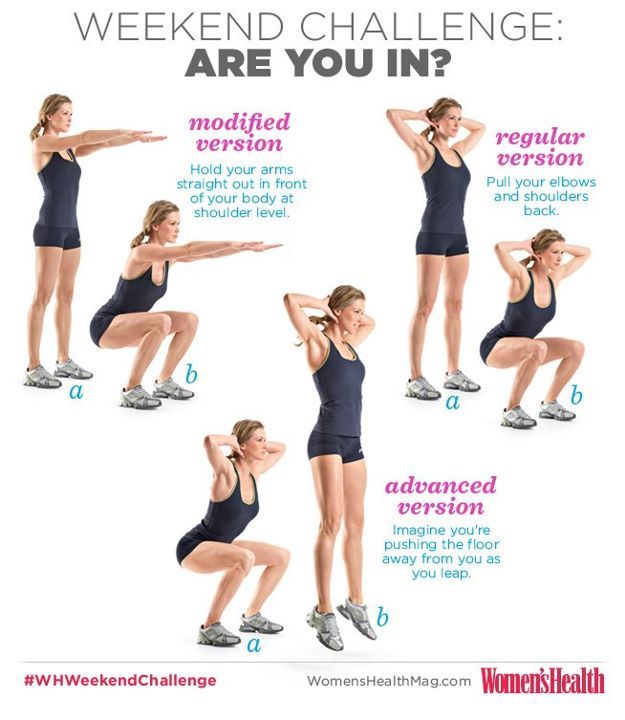 WEEKEND CHALLENGE:
ARE YOU IN?
modified
version
Hold your arms
straight out in front
of your body at
shoulder level.
a
b
regular
version
Pull your elbows
and shoulders
back.
a
b
advanced
version
Imagine you're
pushing the floor
away from you as
you leap.
a
b
#WHWeekendChallenge
WomensHealthMag.com
Women'sHealth